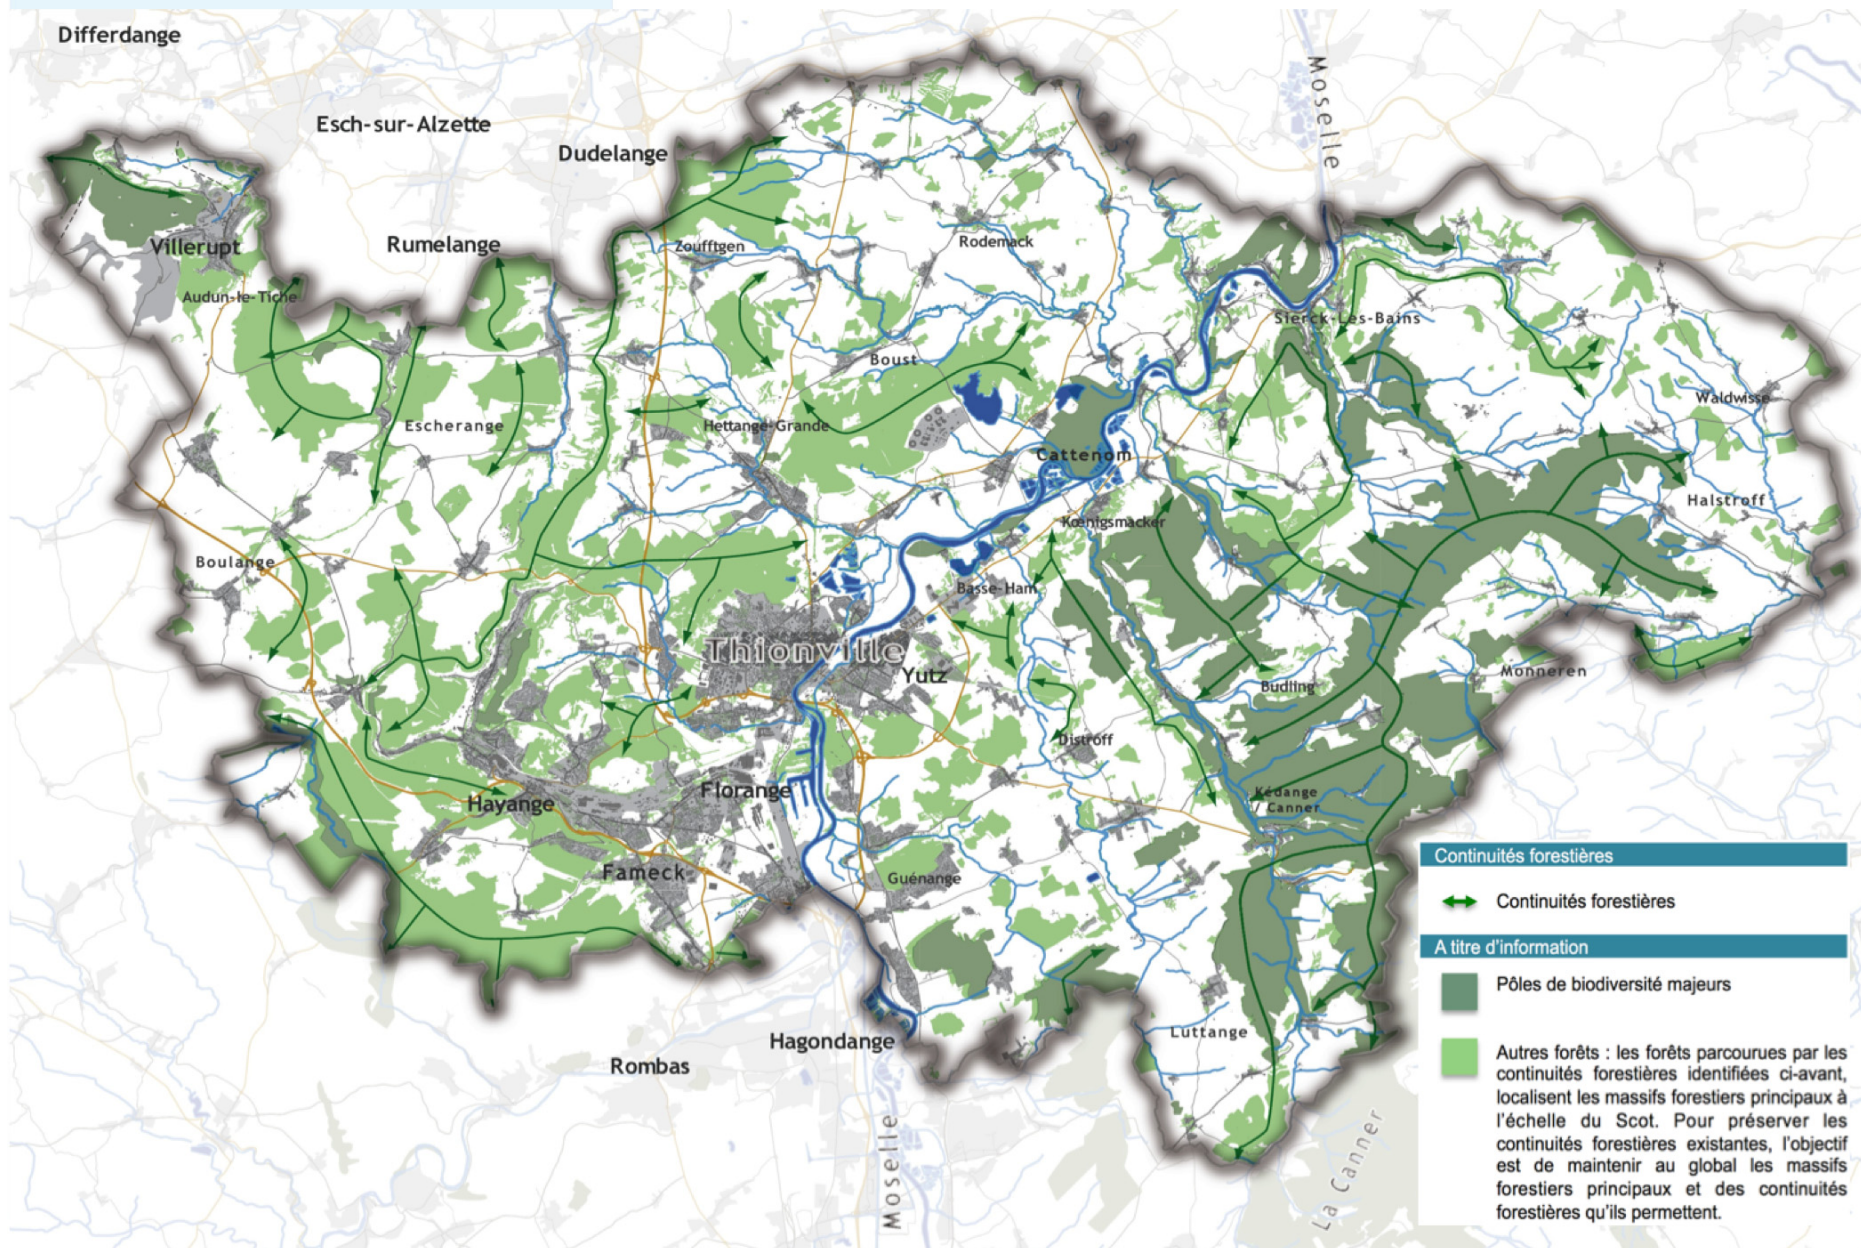 Differdange
Esch-sur-Alzette
Dudelange
Moselle
Villerupt
Rumelange
Zoufftgen
Rodemack
Audun-le-Tiche
Sierck-Les-Bains
Boust
Escherange
Hettange-Grande
Waldwisse
Cattenom
Halstroff
Kœnigsmacker
Boulange
Basse-Ham
Thionville
Yutz
Budling
Monneren
Distroff
Hayange
Florange
Kédange
/ Canner
Fameck
Guénange
Luttange
Hagondange
Rombas
Moselle
La Canner
Continuités forestières
Continuités forestières
A titre d'information
Pôles de biodiversité majeurs
Autres forêts : les forêts parcourues par les
continuités forestières identifiées ci-avant,
localisent les massifs forestiers principaux à
l'échelle du Scot. Pour préserver les
continuités forestières existantes, l'objectif
est de maintenir au global les massifs
forestiers principaux et des continuités
forestières qu'ils permettent.